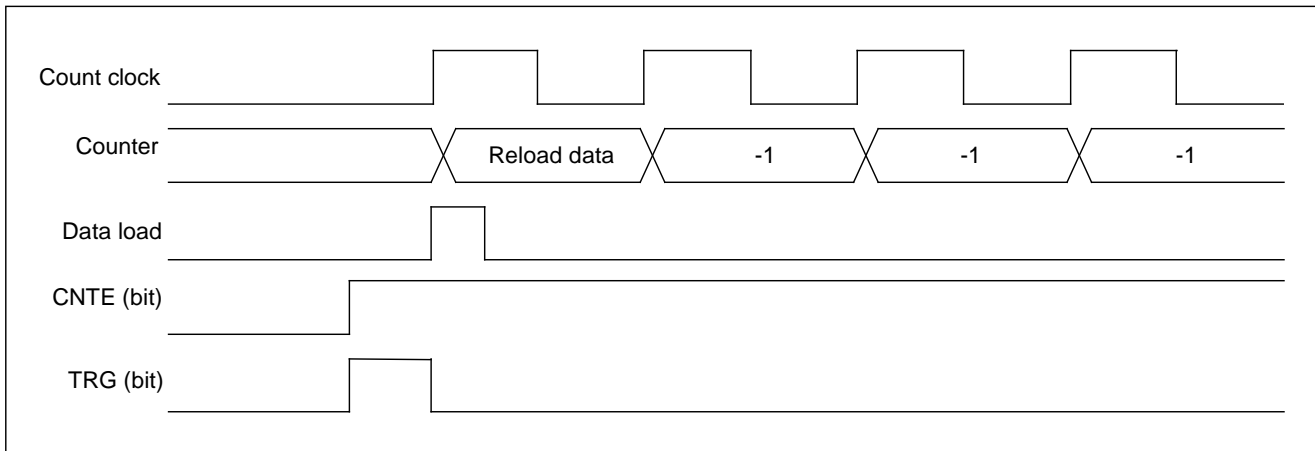 Count clock
Counter
Reload data
-1
-1
-1
Data load
CNTE (bit)
TRG (bit)